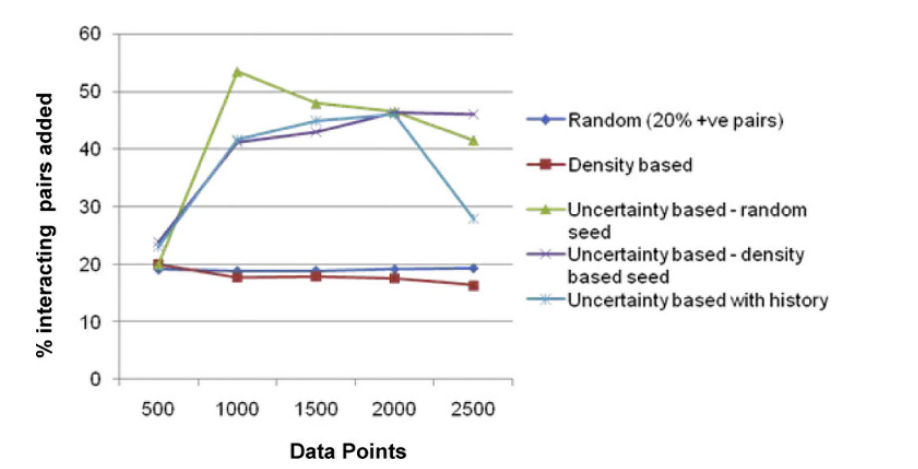 60
50
40
30
20
10
0
% interacting pairs added
500 1000 1500 2000 2500
Data Points
Random (20% +ve pairs)
Density based
Uncertainty based - random
seed
Uncertainty based - density
based seed
Uncertainty based with history